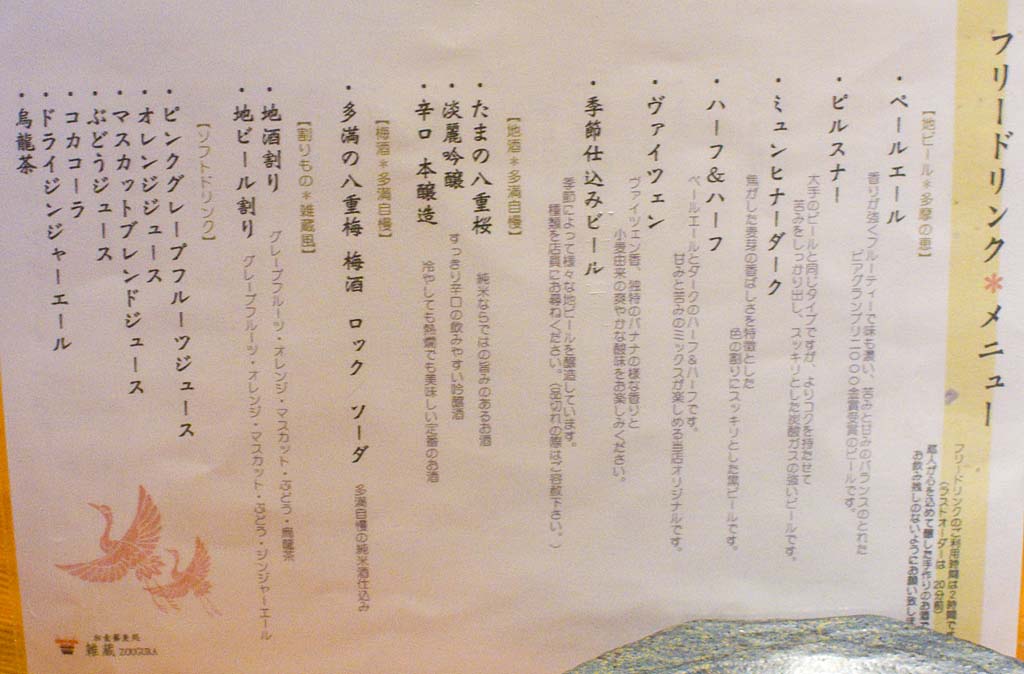 フリードリンク*メニュー
フリードリンクのご利用時間は2時間です
(ラストオーダーは 20分前)
蔵人が心を込めて醸した手作りのお酒
お飲み残しのないようにお願い致しま
【地ビール*多摩の恵】
・ペールエール
香りが強くフルーティーで味も濃い、苦みと甘みのバランスのとれた
ビアグランプリ二〇〇〇金賞受賞のビールです。
・ピルスナー
大手のビールと同じタイプですが、よりコクを持たせて
苦みをしっかり出し、スッキリとした炭酸ガスの強いビールです。
・ミュンヒナーダーク
焦がした麦芽の香ばしさを特徴とした
色の割りにスッキリとした黒ビールです。
・ハーフ&ハーフ
ペールエールとダークのハーフ&ハーフです。
甘みと苦みのミックスが楽しめる当店オリジナルです。
・ヴァイツェン
ヴァイツェン香、独特のバナナの様な香りと
小麦由来の爽やかな酸味をお楽しみください。
・季節仕込みビール
季節によって様々な地ビールを醸造しています。
種類を店員にお尋ねください。(品切れの際はご容赦下さい。)
【地酒*多満自慢】
・たまの八重桜 純米ならではの旨みのあるお酒
・淡麗吟醸 すっきり辛口の飲みやすい吟醸酒
・辛口 本醸造 冷やしても熱燗でも美味しい定番のお酒
【梅酒*多満自慢】
・多満の八重梅 梅酒 ロック ソーダ 多満自慢の純米酒仕込み
【割りもの*雑蔵風】
・地酒割り グレープフルーツ・オレンジ・マスカット・ぶどう・烏龍茶
・地ビール割り グレープフルーツ・オレンジ・マスカット・ぶどう・ジンジャーエール
【ソフトドリンク】
・ピンクグレープフルーツジュース
・オレンジジュース
・マスカットブレンドジュース
・ぶどうジュース
・コカコーラ
・ドライジンジャーエール
・烏龍茶
和食蕎麦処
雑蔵 ZOOGURA